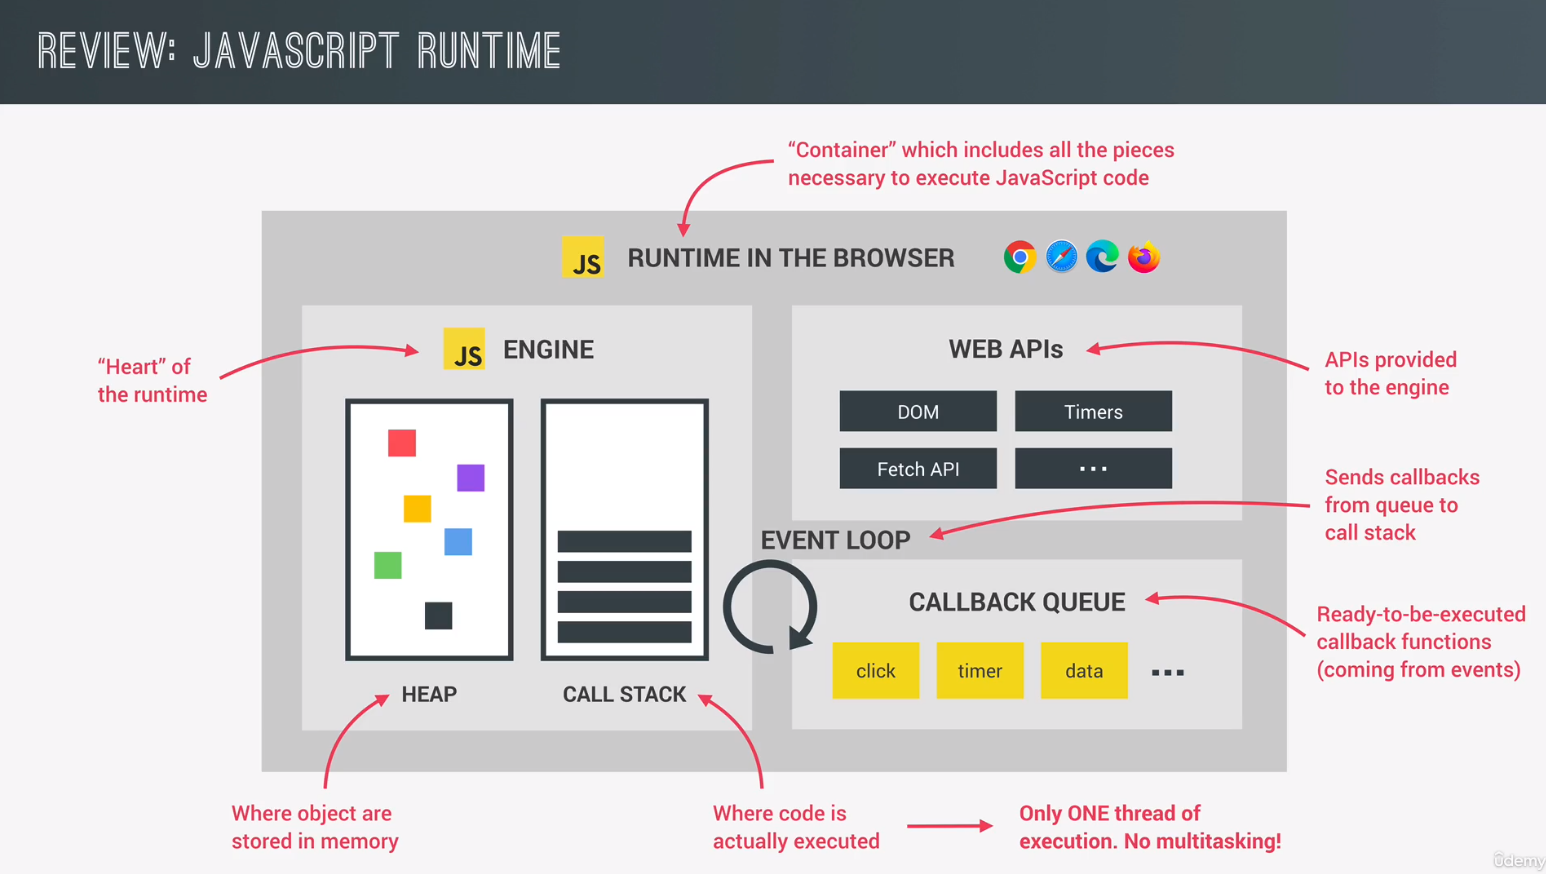 REVIEW: JAVASCRIPT RUNTIME
“Container” which includes all the pieces
necessary to execute JavaScript code
JS
RUNTIME IN THE BROWSER
“Heart” of
the runtime
JS
ENGINE
HEAP
CALL STACK
WEB APIs
DOM
Timers
Fetch API
...
APIs provided
to the engine
EVENT LOOP
Sends callbacks
from queue to
call stack
CALLBACK QUEUE
click
timer
data
...
Ready-to-be-executed
callback functions
(coming from events)
Where object are
stored in memory
Where code is
actually executed
Only ONE thread of
execution. No multitasking!
ûdemy